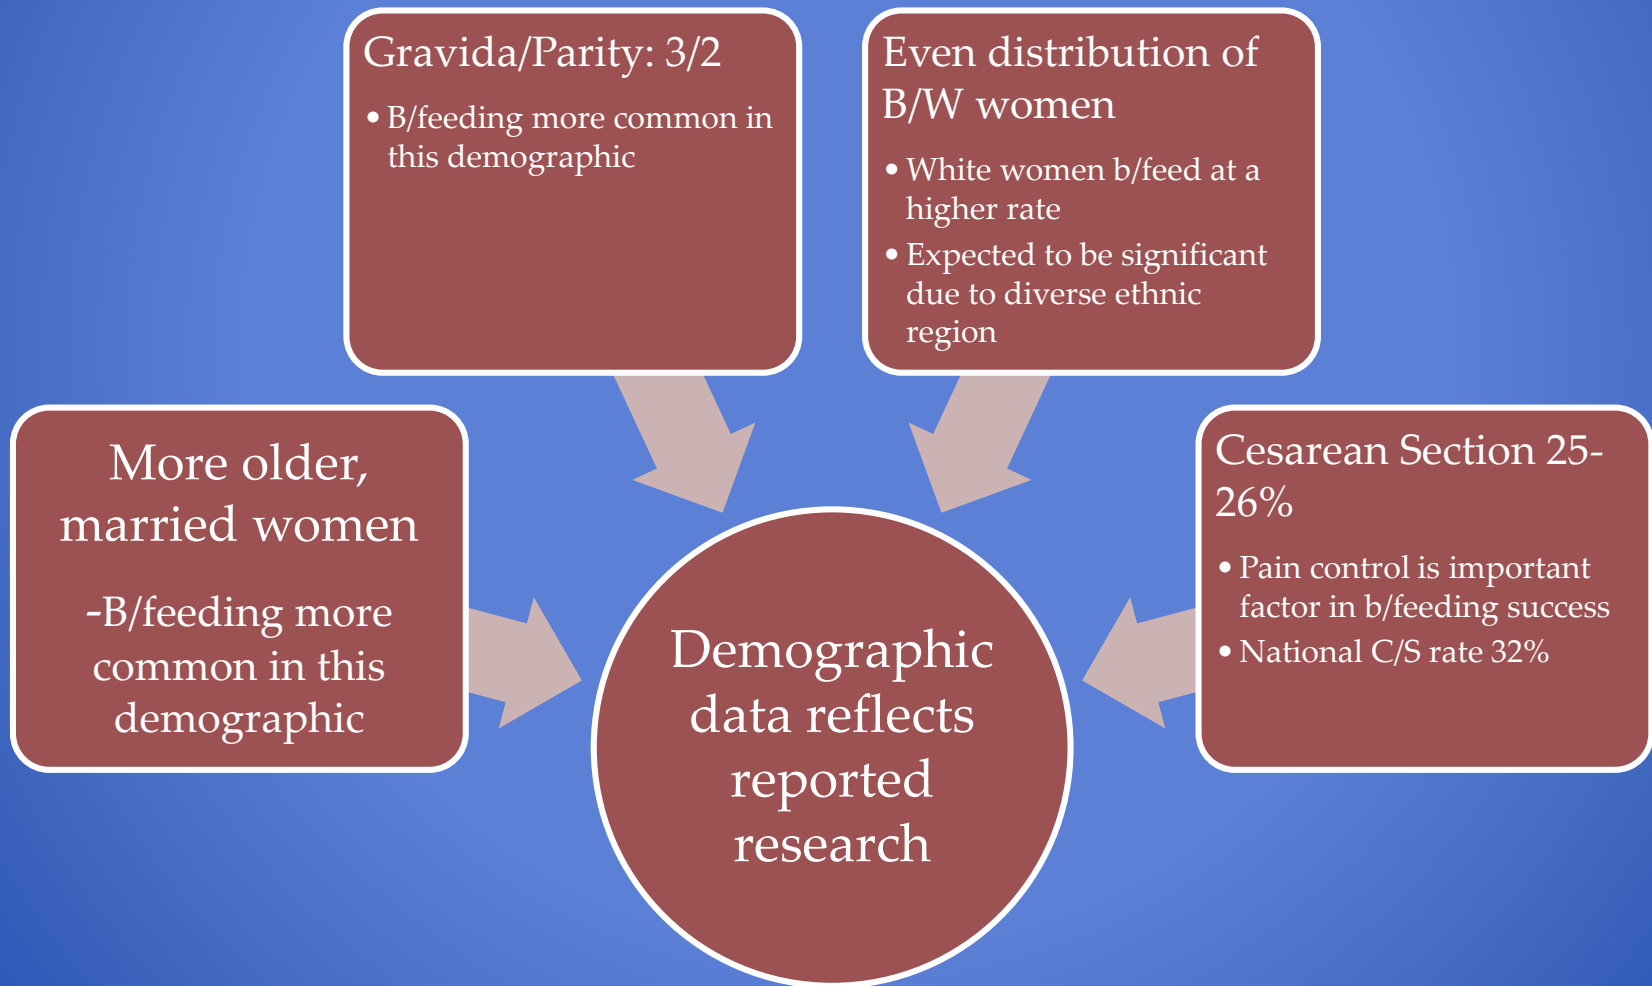 Gravida/Parity: 3/2
• B/feeding more common in
this demographic
Even distribution of
B/W women
• White women b/feed at a
higher rate
• Expected to be significant
due to diverse ethnic
region
More older,
married women
-B/feeding more
common in this
demographic
Cesarean Section 25-
26%
• Pain control is important
factor in b/feeding success
• National C/S rate 32%
Demographic
data reflects
reported
research